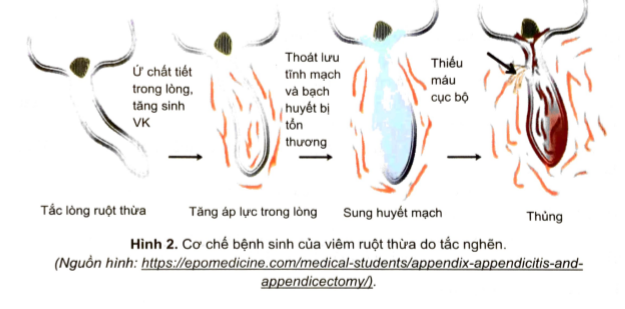 Ứ chất tiết
trong lòng,
tăng sinh
VK
Thoát lưu
tĩnh mạch
và bạch
huyết bị
tổn
thương
Thiếu
máu
cục bộ
Tắc lòng ruột thừa
Tăng áp lực trong lòng
Sung huyết mạch
Thủng
Hình 2. Cơ chế bệnh sinh của viêm ruột thừa do tắc nghẽn.
(Nguồn hình: https://epomedicine.com/medical-students/appendix-appendicitis-and-
appendicectomy/).